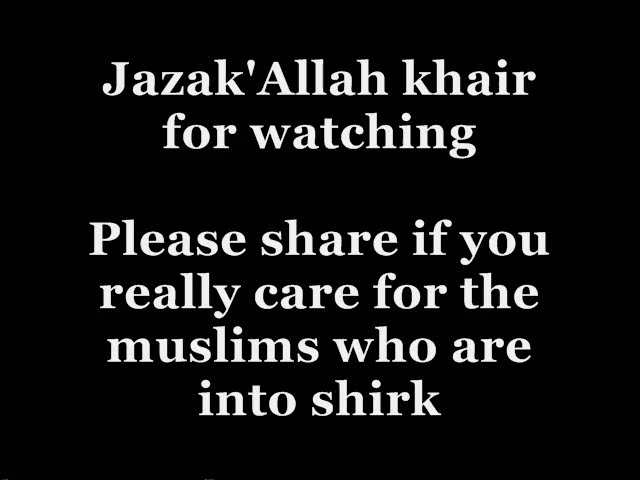 Jazak'Allah khair
for watching
Please share if you
really care for the
muslims who are
into shirk